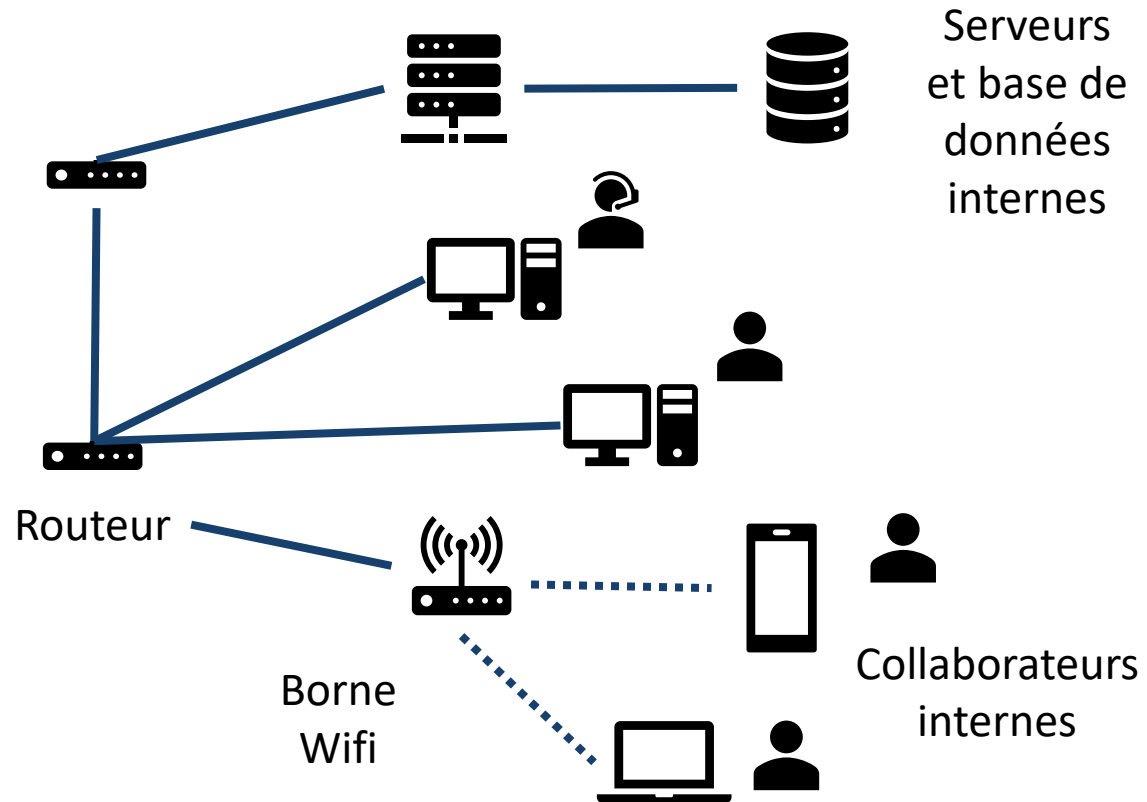 Serveurs
et base de
données
internes
Routeur
Borne
Wifi
Collaborateurs
internes